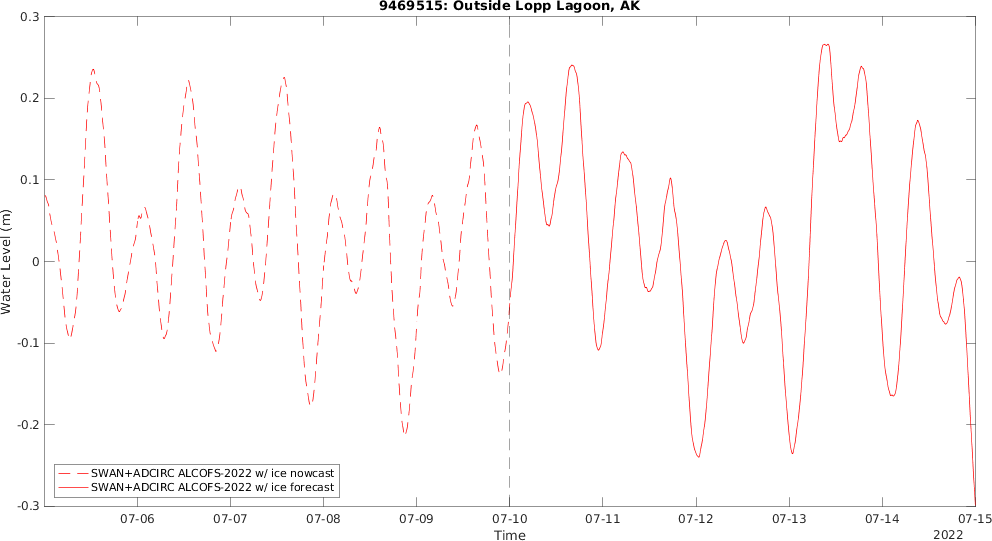 9469515: Outside Lopp Lagoon, AK
0.3
0.2
0.1
0
-0.1
-0.2
-0.3
Water Level (m)
SWAN+ADCIRC ALCOFS-2022 w/ ice nowcast
SWAN+ADCIRC ALCOFS-2022 w/ ice forecast
07-06 07-07 07-08 07-09 07-10 07-11 07-12 07-13 07-14 07-15
Time
2022